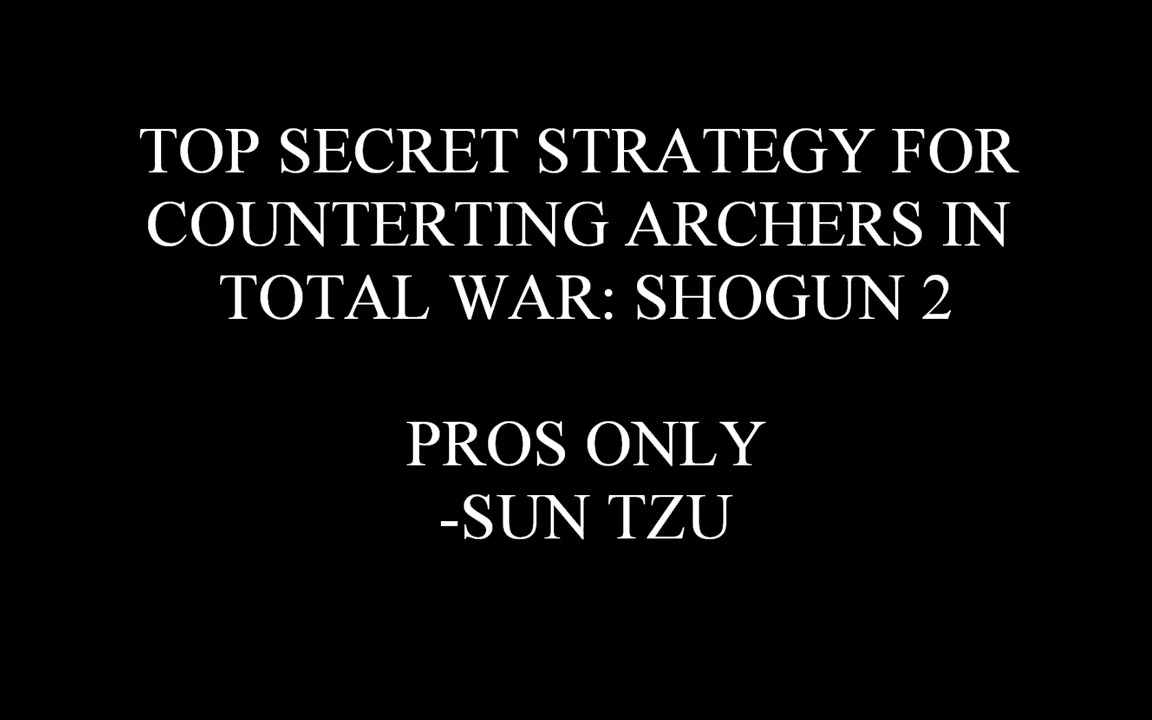 TOP SECRET STRATEGY FOR
COUNTERTING ARCHERS IN
TOTAL WAR: SHOGUN 2
PROS ONLY
-SUN TZU